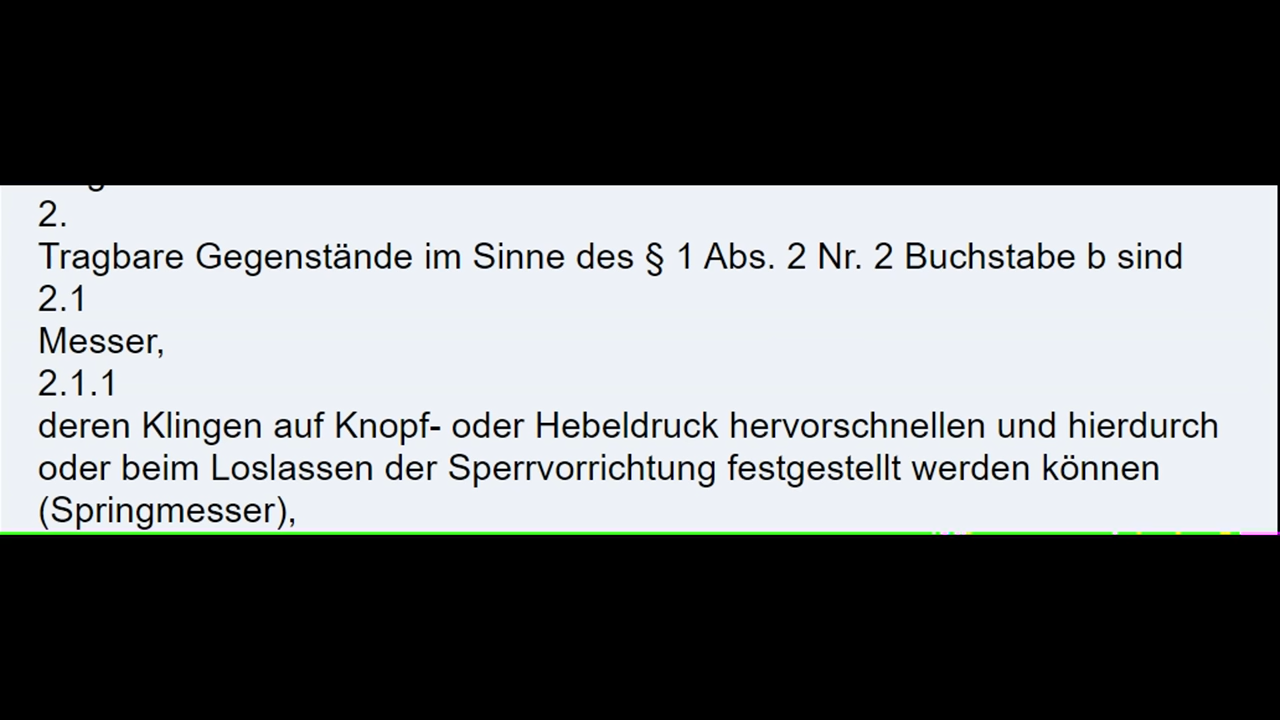 2.
Tragbare Gegenstände im Sinne des § 1 Abs. 2 Nr. 2 Buchstabe b sind
2.1
Messer,
2.1.1
deren Klingen auf Knopf- oder Hebeldruck hervorschnellen und hierdurch
oder beim Loslassen der Sperrvorrichtung festgestellt werden können
(Springmesser),